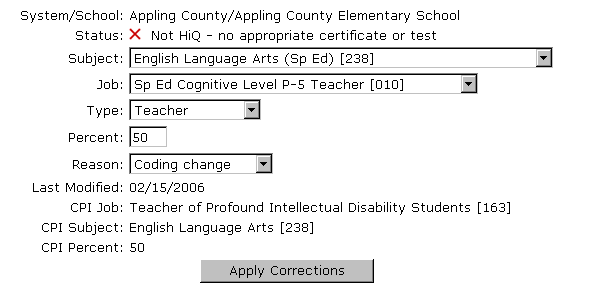 System/School: Appling County/Appling County Elementary School
Status: Not HiQ - no appropriate certificate or test
Subject: English Language Arts (Sp Ed) [238]
Job: Sp Ed Cognitive Level P-5 Teacher [010]
Type: Teacher
Percent: 50
Reason: Coding change
Last Modified: 02/15/2006
CPI Job: Teacher of Profound Intellectual Disability Students [163]
CPI Subject: English Language Arts [238]
CPI Percent: 50
Apply Corrections